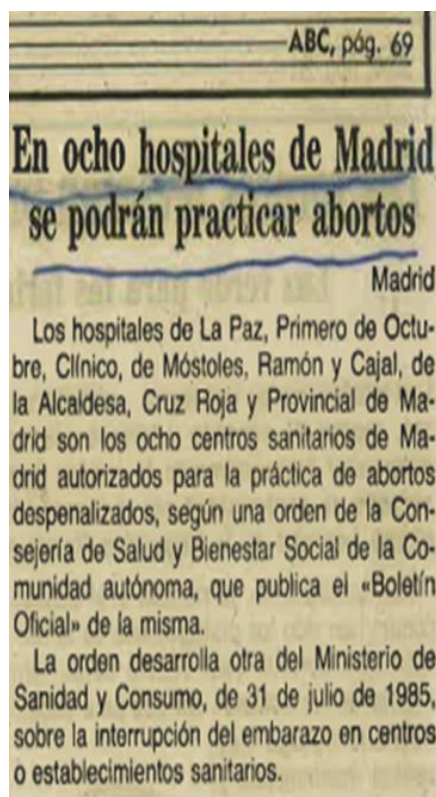 ABC, pág. 69
En ocho hospitales de Madrid
se podrán practicar abortos
Madrid
Los hospitales de La Paz, Primero de Octu-
bre, Clínico, de Móstoles, Ramón y Cajal, de
la Alcaldesa, Cruz Roja y Provincial de Ma-
drid son los ocho centros sanitarios de Ma-
drid autorizados para la práctica de abortos
despenalizados, según una orden de la Con-
sejería de Salud y Bienestar Social de la Co-
munidad autónoma, que publica el «Boletín
Oficial» de la misma.
La orden desarrolla otra del Ministerio de
Sanidad y Consumo, de 31 de julio de 1985,
sobre la interrupción del embarazo en centros
o establecimientos sanitarios.